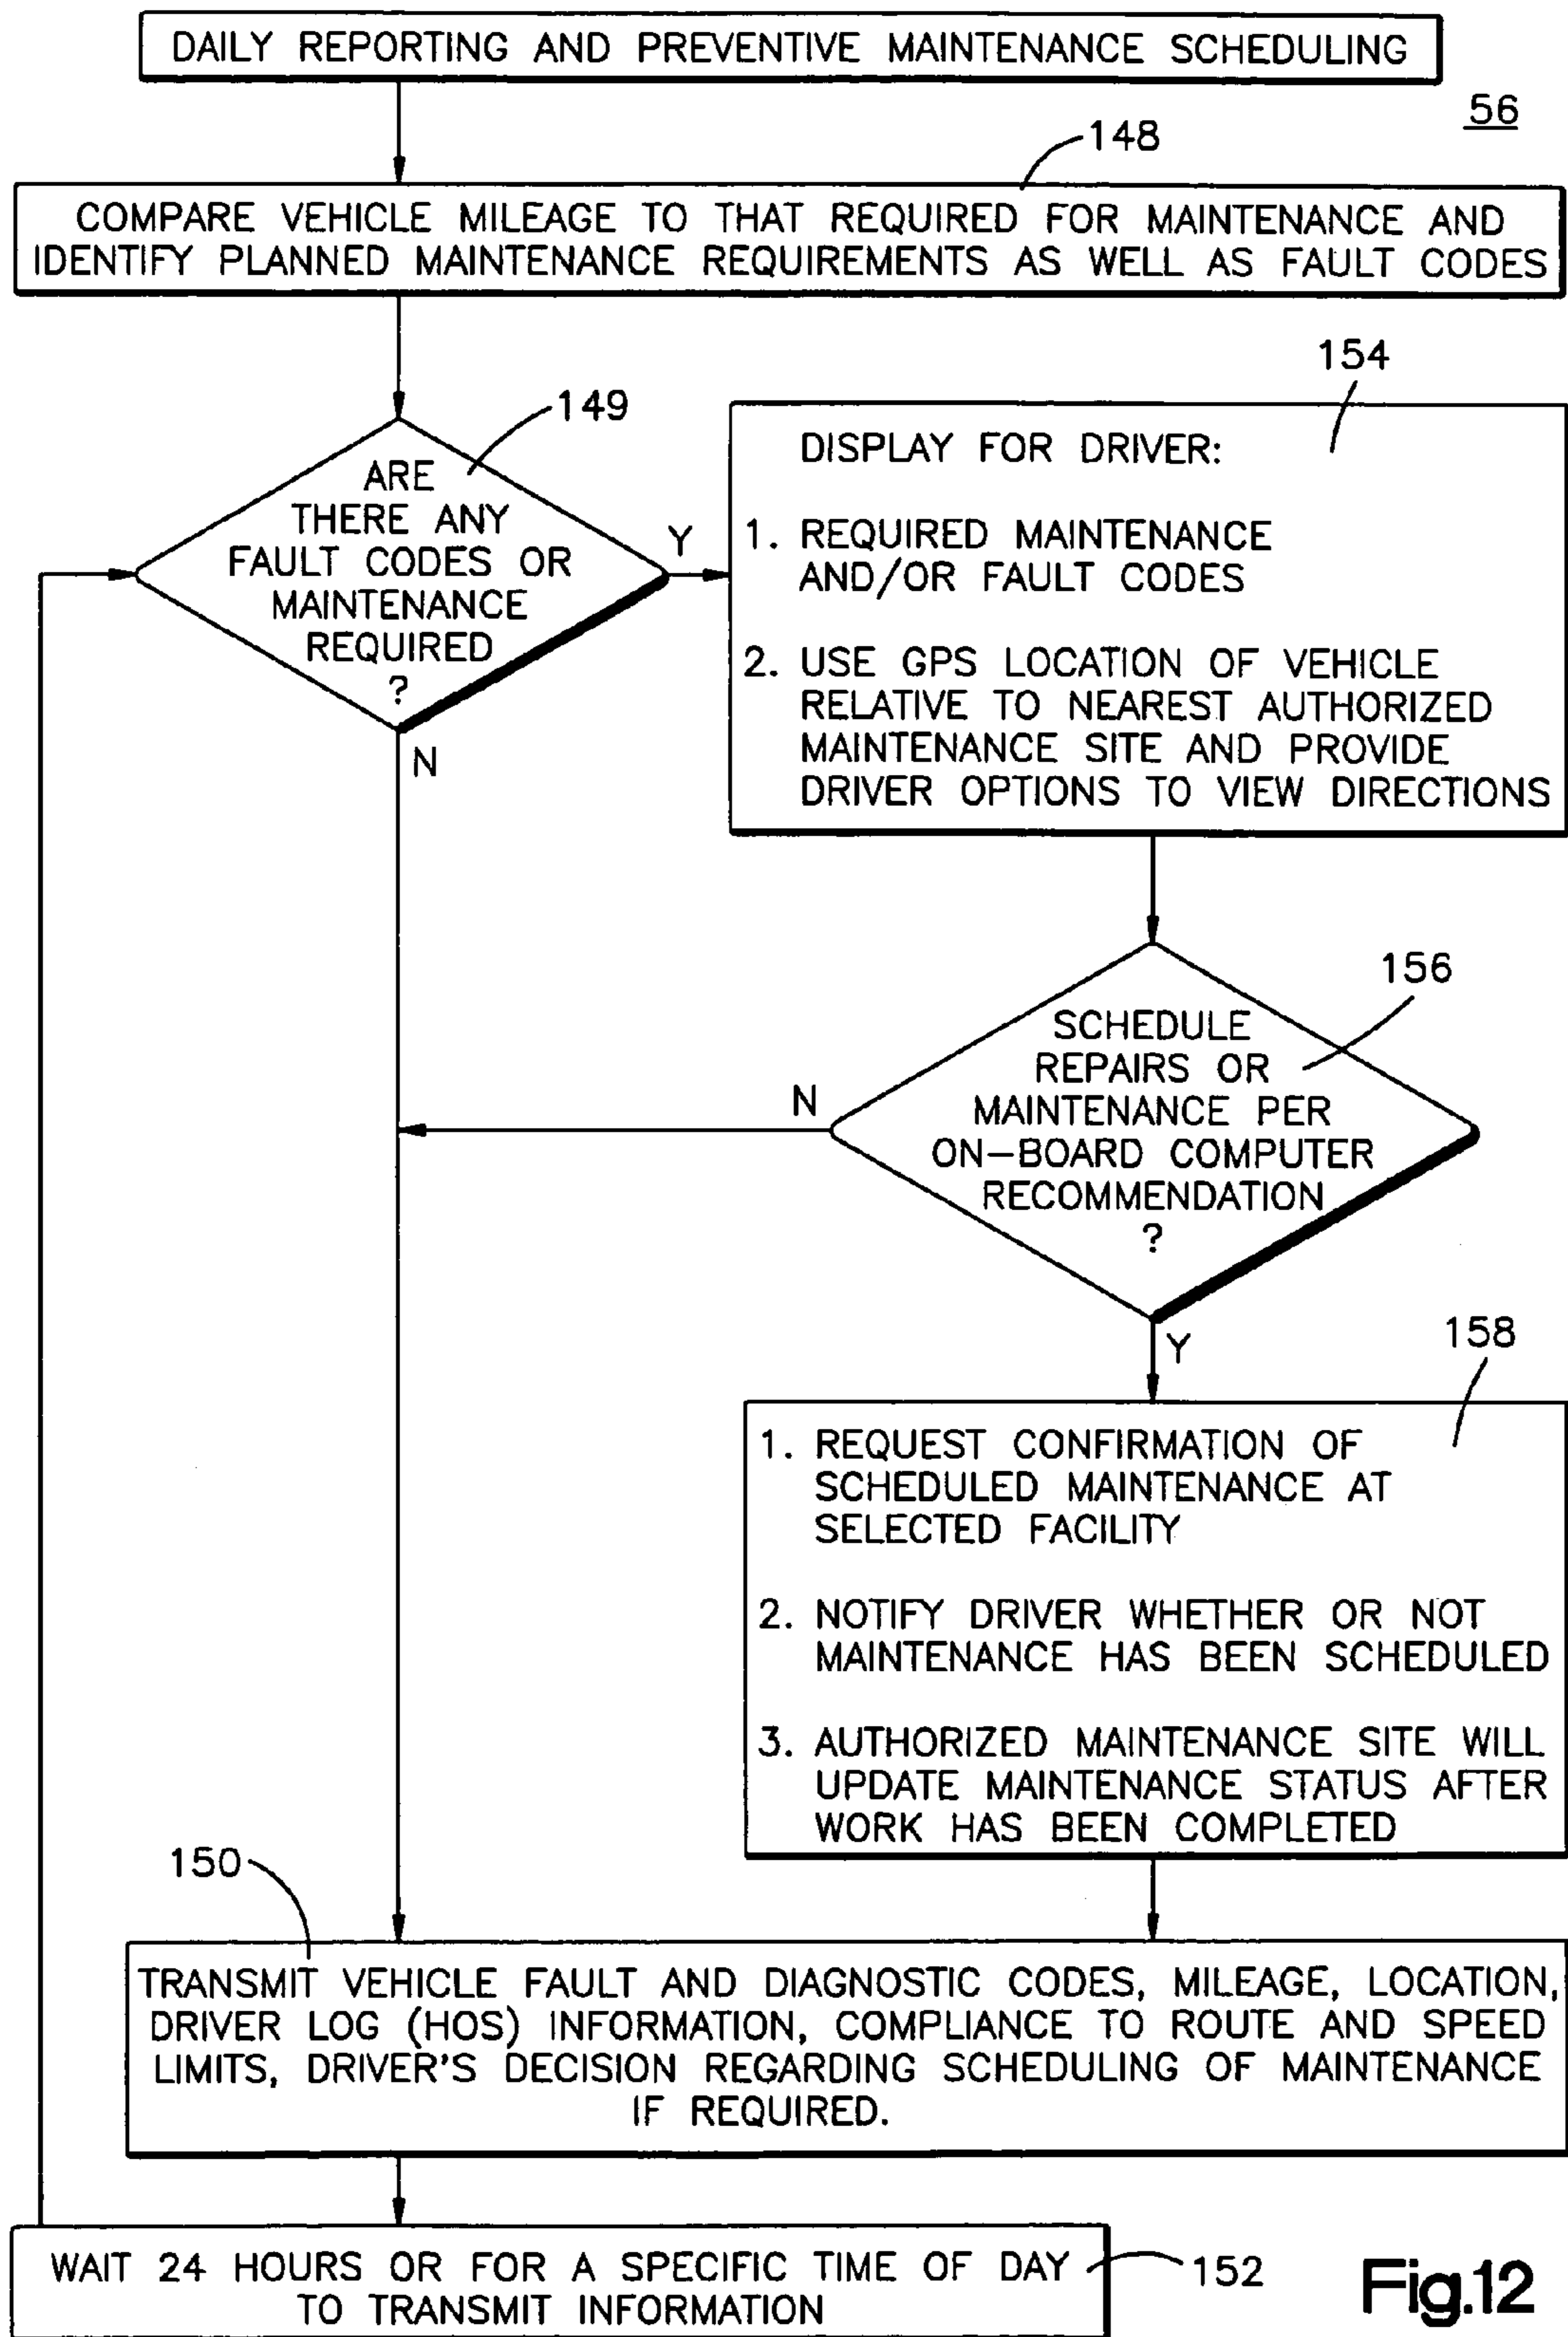 DAILY REPORTING AND PREVENTIVE MAINTENANCE SCHEDULING
56
148
COMPARE VEHICLE MILEAGE TO THAT REQUIRED FOR MAINTENANCE AND
IDENTIFY PLANNED MAINTENANCE REQUIREMENTS AS WELL AS FAULT CODES
149
ARE
THERE ANY
FAULT CODES OR
MAINTENANCE
REQUIRED
?
Y
N
154
DISPLAY FOR DRIVER:
1. REQUIRED MAINTENANCE
AND/OR FAULT CODES
2. USE GPS LOCATION OF VEHICLE
RELATIVE TO NEAREST AUTHORIZED
MAINTENANCE SITE AND PROVIDE
DRIVER OPTIONS TO VIEW DIRECTIONS
156
SCHEDULE
REPAIRS OR
MAINTENANCE PER
ON-BOARD COMPUTER
RECOMMENDATION
?
N
Y
158
1. REQUEST CONFIRMATION OF
SCHEDULED MAINTENANCE AT
SELECTED FACILITY
2. NOTIFY DRIVER WHETHER OR NOT
MAINTENANCE HAS BEEN SCHEDULED
3. AUTHORIZED MAINTENANCE SITE WILL
UPDATE MAINTENANCE STATUS AFTER
WORK HAS BEEN COMPLETED
150
TRANSMIT VEHICLE FAULT AND DIAGNOSTIC CODES, MILEAGE, LOCATION,
DRIVER LOG (HOS) INFORMATION, COMPLIANCE TO ROUTE AND SPEED
LIMITS, DRIVER'S DECISION REGARDING SCHEDULING OF MAINTENANCE
IF REQUIRED.
WAIT 24 HOURS OR FOR A SPECIFIC TIME OF DAY
TO TRANSMIT INFORMATION
152
Fig.12